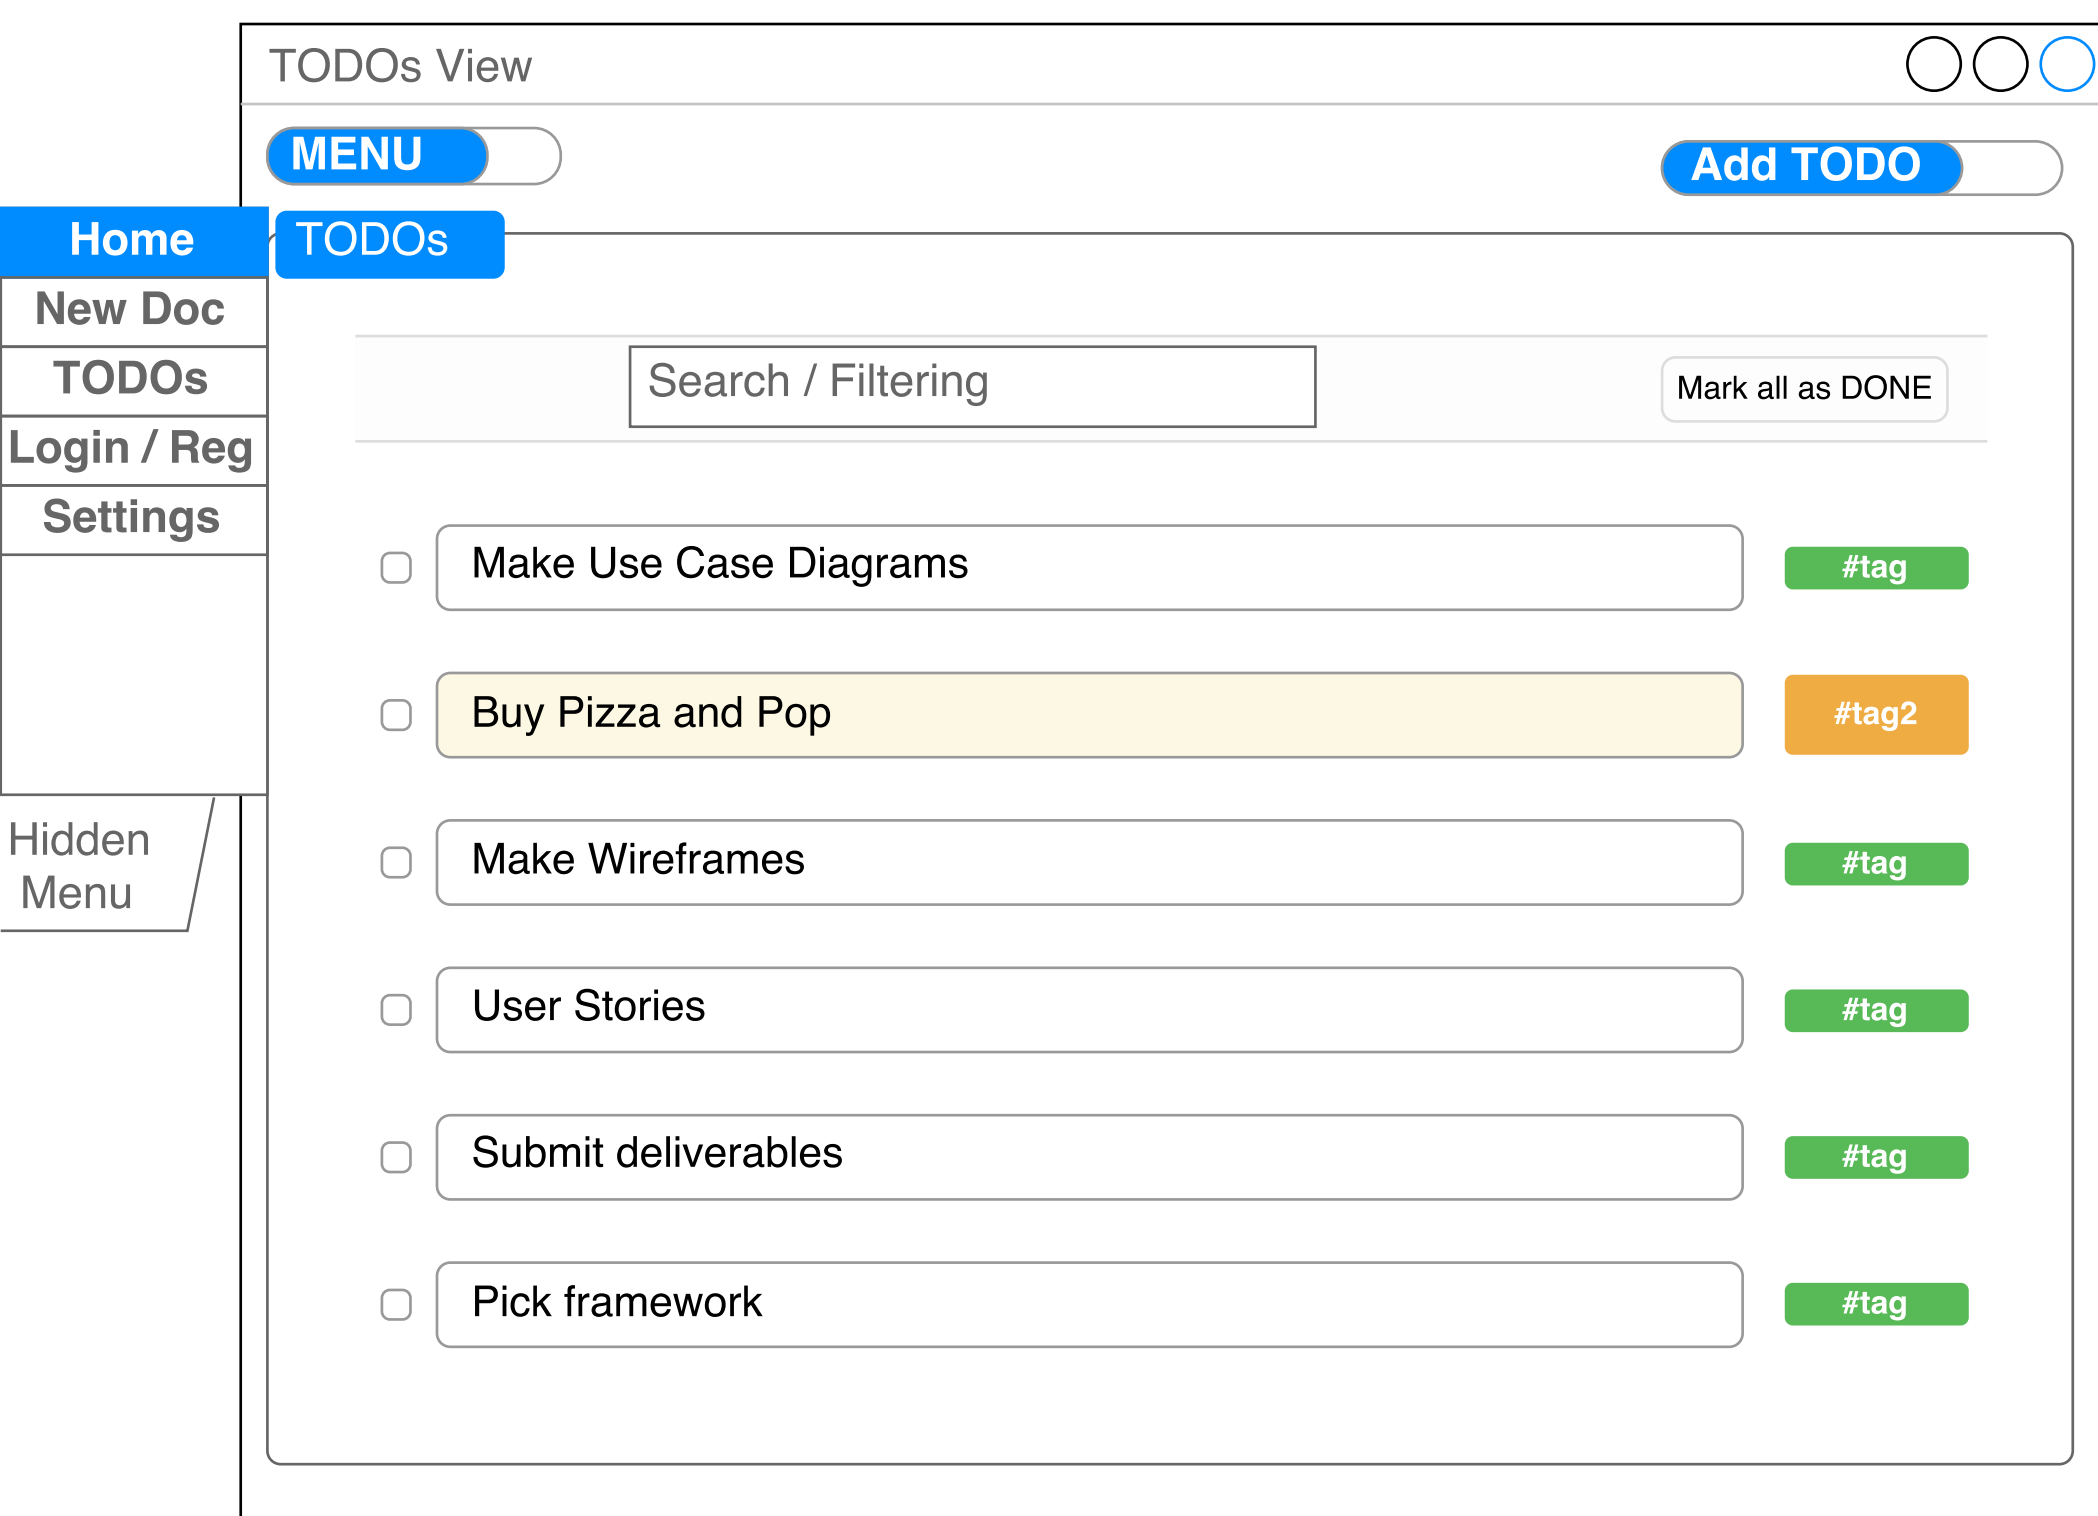 TODOs View
MENU
Add TODO
Home
TODOs
New Doc
TODOs
Login / Reg
Settings
Hidden
Menu
Search / Filtering
Mark all as DONE
Make Use Case Diagrams
#tag
Buy Pizza and Pop
#tag2
Make Wireframes
#tag
User Stories
#tag
Submit deliverables
#tag
Pick framework
#tag